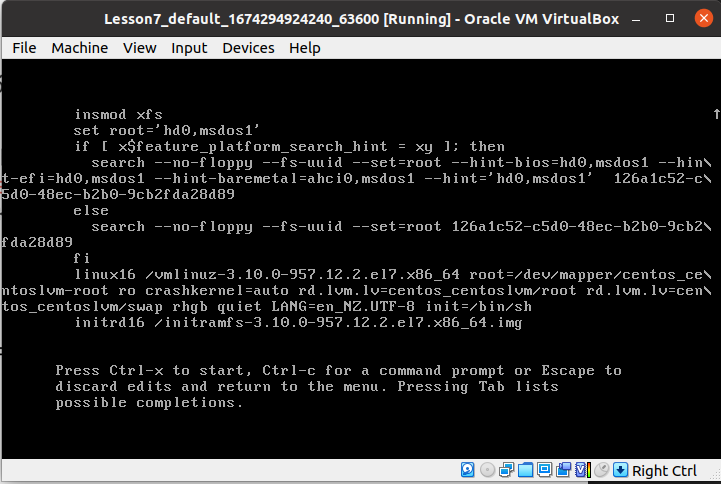 Lesson7_default_1674294924240_63600 [Running] - Oracle VM VirtualBox
File Machine View Input Devices Help
insmod xfs
set root='hd0,msdos1'
if [ x$feature_platform_search_hint = xy ]; then
search --no-floppy --fs-uuid --set=root --hint-bios=hd0,msdos1 --hin\
t-efi=hd0,msdos1 --hint-baremetal=ahci0,msdos1 --hint='hd0,msdos1'  126a1c52-c\
5d0-48ec-b2b0-9cb2fda28d89
else
search --no-floppy --fs-uuid --set=root 126a1c52-c5d0-48ec-b2b0-9cb2\
fda28d89
fi
linux16 /vmlinuz-3.10.0-957.12.2.el7.x86_64 root=/dev/mapper/centos_ce\
ntoslvm-root ro crashkernel=auto rd.lvm.lv=centos_centoslvm/root rd.lvm.lv=cen\
tos_centoslvm/swap rhgb quiet LANG=en_NZ.UTF-8 init=/bin/sh
initrd16 /initramfs-3.10.0-957.12.2.el7.x86_64.img
Press Ctrl-x to start, Ctrl-c for a command prompt or Escape to
discard edits and return to the menu. Pressing Tab lists
possible completions.
Right Ctrl